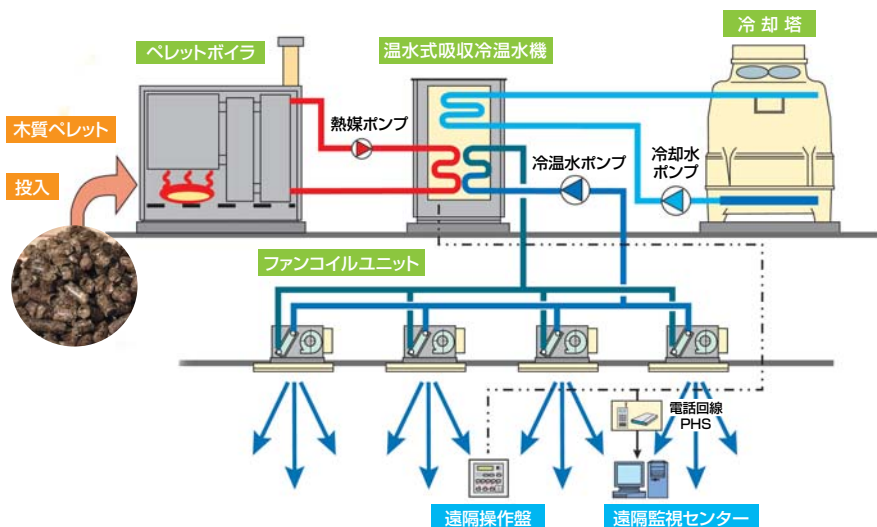 ペレットボイラ
温水式吸収冷温水機
冷却塔
木質ペレット
投入
熱媒ポンプ
冷温水ポンプ
冷却水
ポンプ
ファンコイルユニット
電話回線
PHS
遠隔操作盤
遠隔監視センター